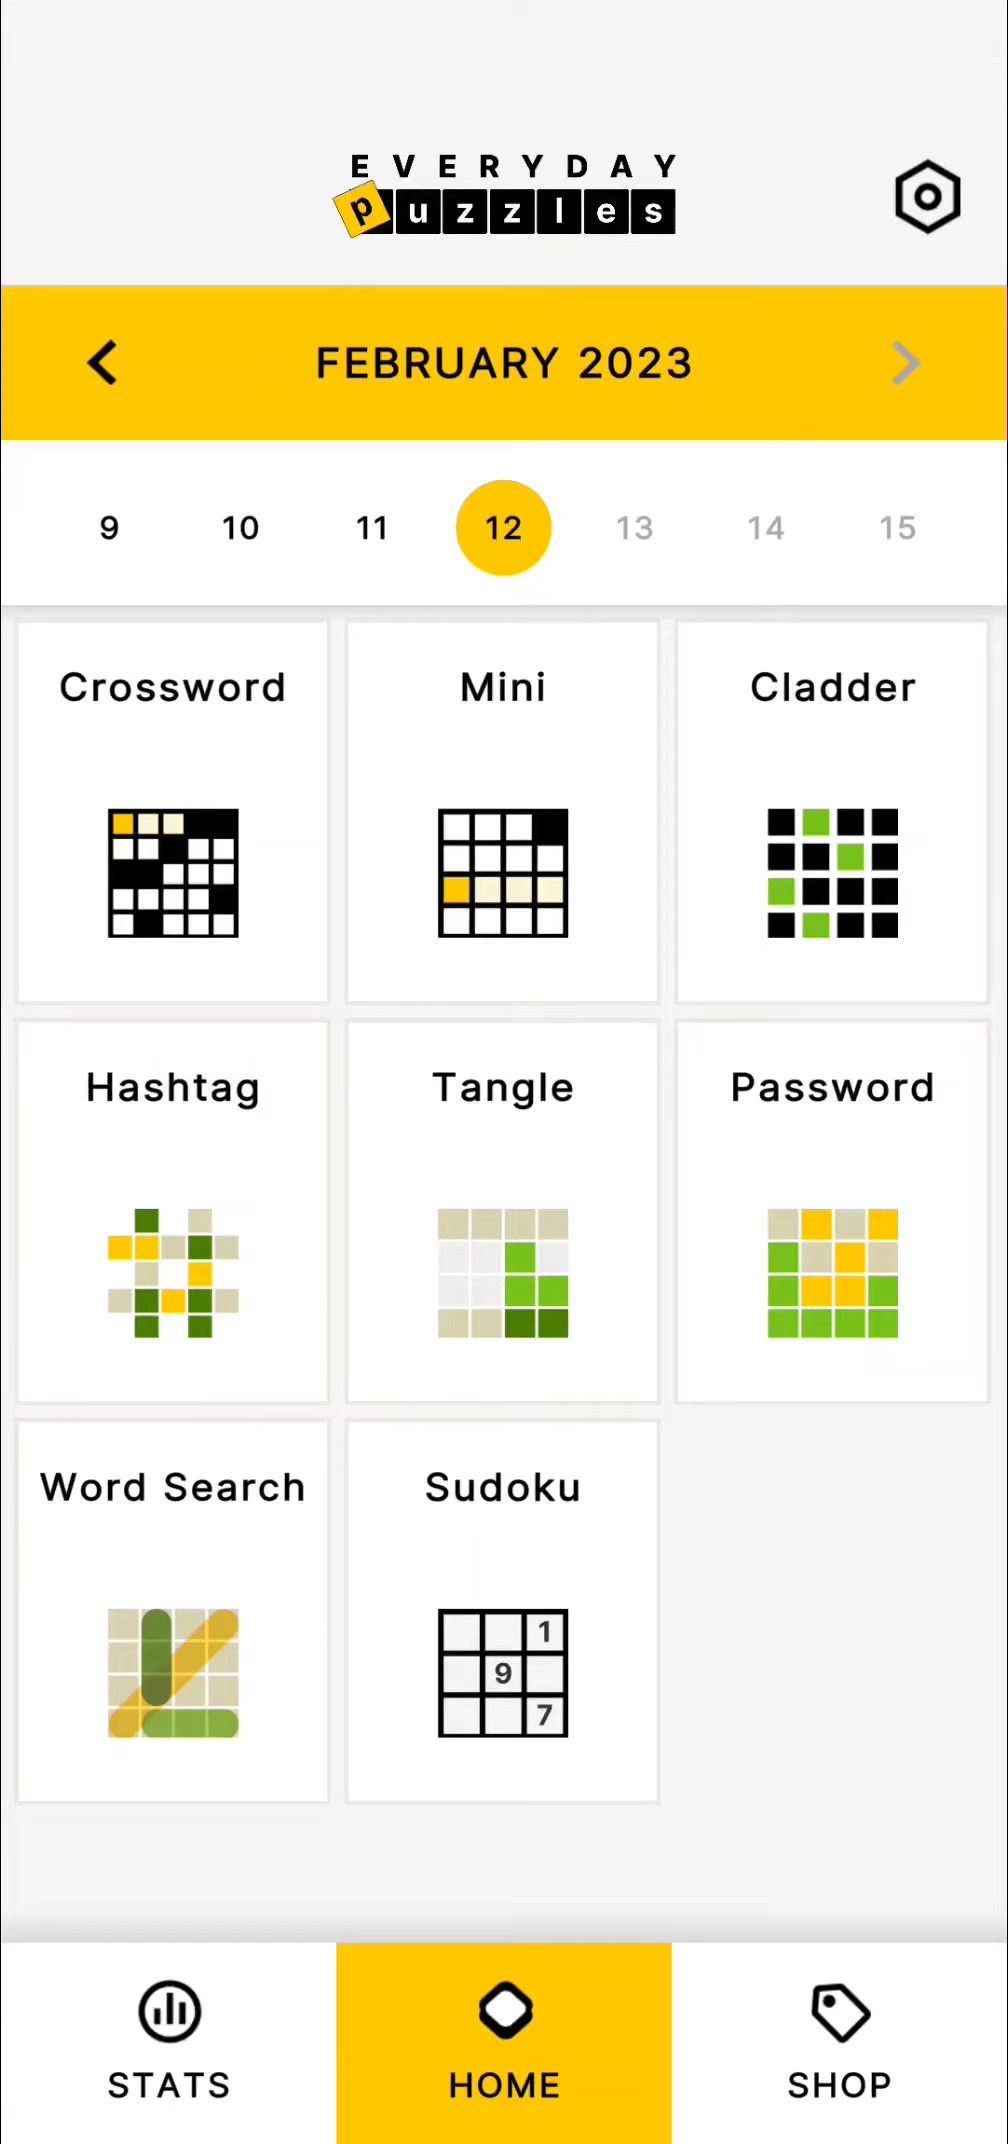 EVERYDAY
puzzles
FEBRUARY 2023
9 10 11 12 13 14 15
Crossword Mini Cladder
Hashtag Tangle Password
Word Search Sudoku
1
9
7
STATS HOME SHOP